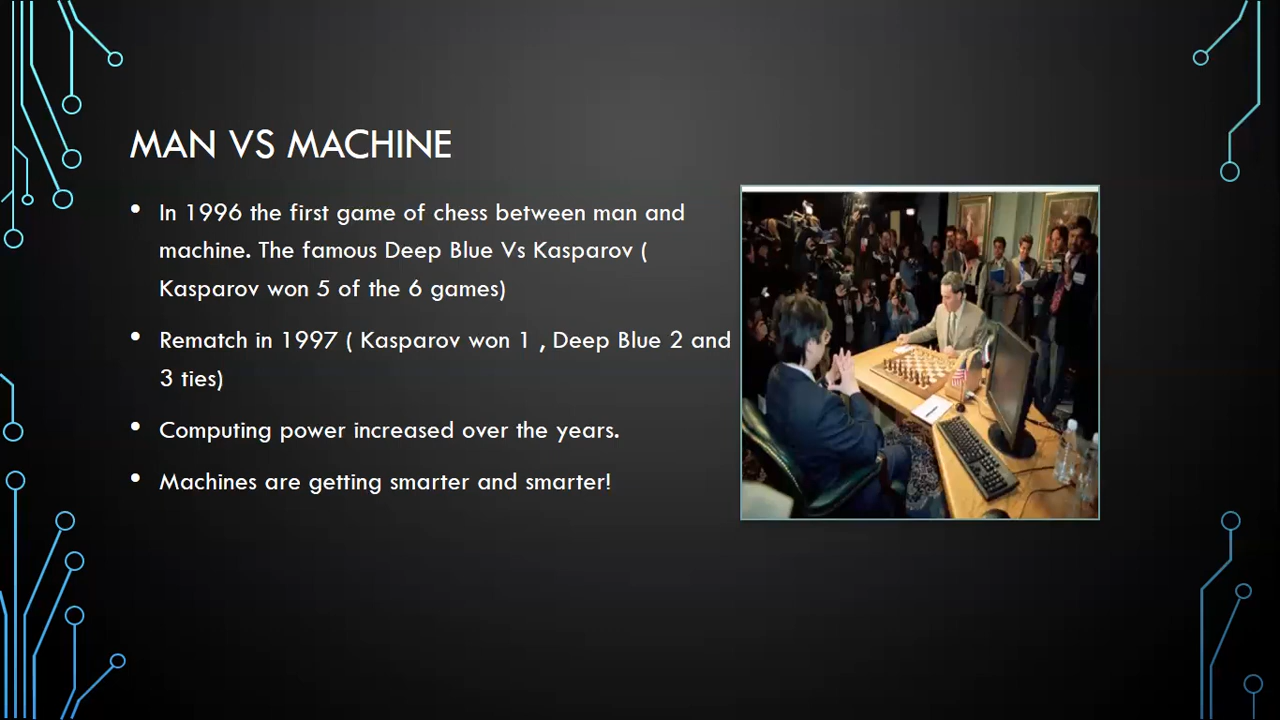 MAN VS MACHINE
• In 1996 the first game of chess between man and
machine. The famous Deep Blue Vs Kasparov (
Kasparov won 5 of the 6 games)
• Rematch in 1997 ( Kasparov won 1 , Deep Blue 2 and
3 ties)
• Computing power increased over the years.
• Machines are getting smarter and smarter!